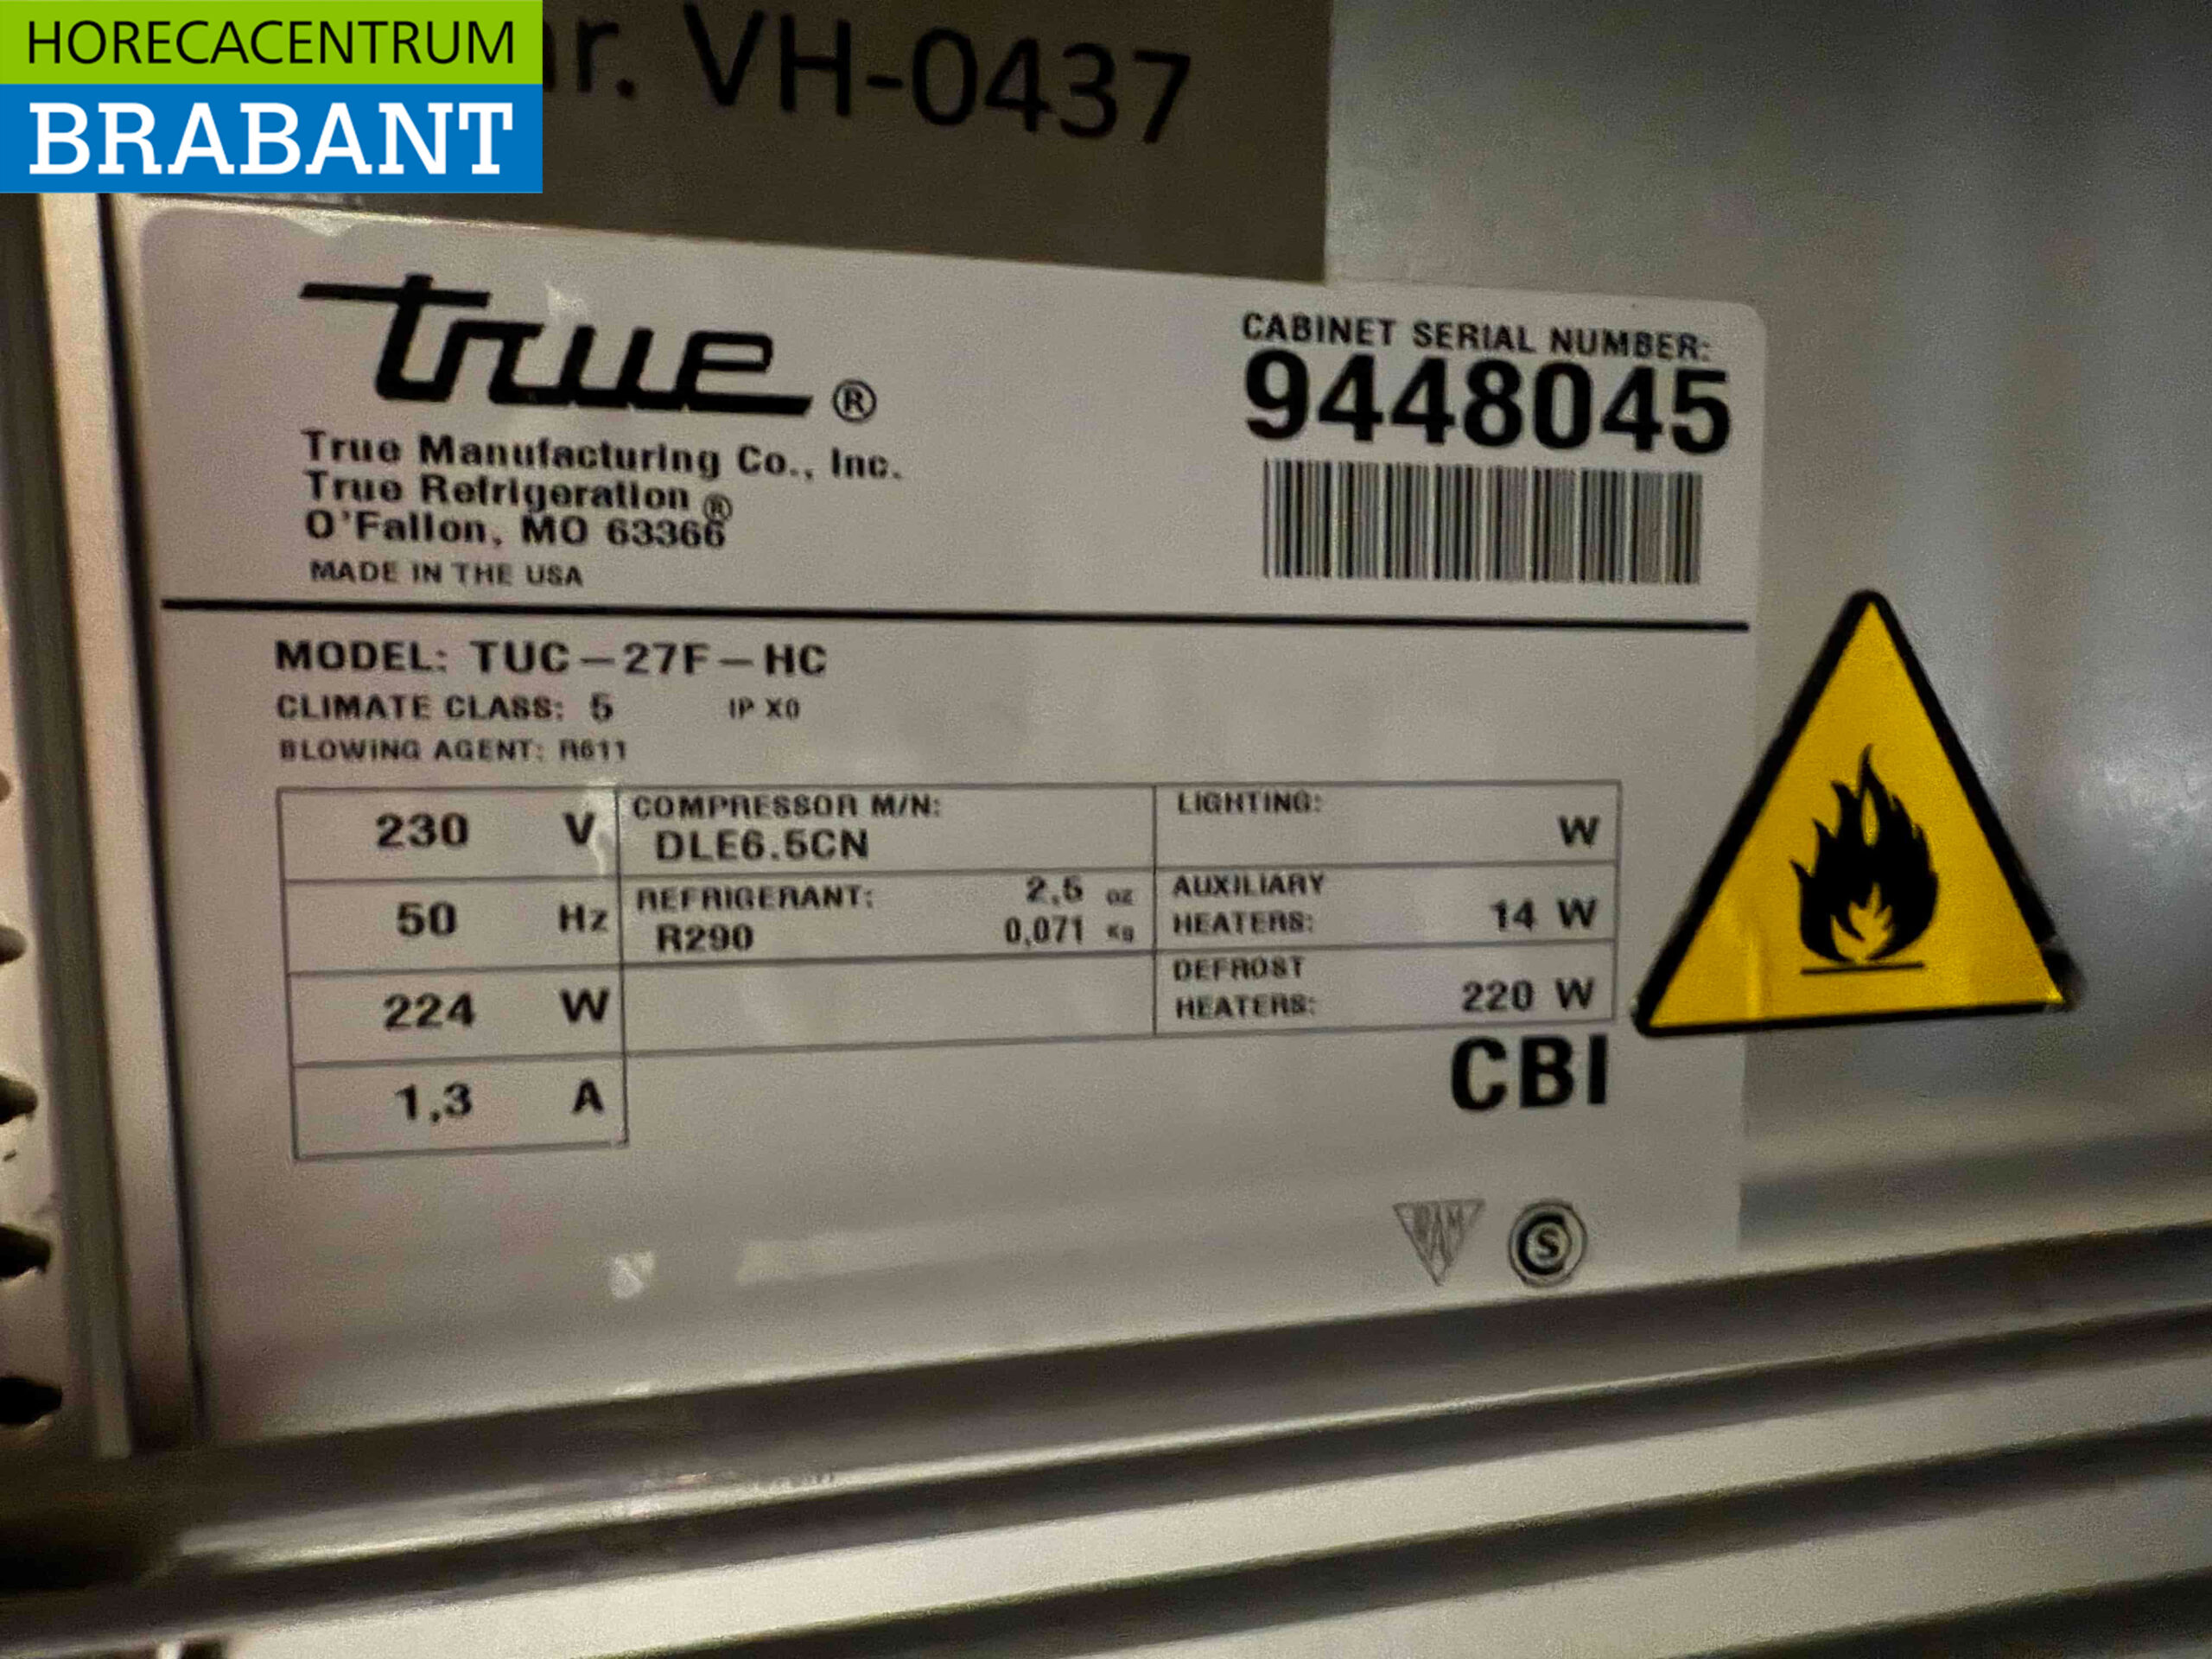 HORECACENTRUM
BRABANT
nr. VH-0437
true®
True Manufacturing Co., Inc.
True Refrigeration®
O'Fallon, MO 63366
MADE IN THE USA
CABINET SERIAL NUMBER:
9448045
MODEL: TUC-27F-HC
CLIMATE CLASS: 5 IP X0
BLOWING AGENT: R611
230 V
50 Hz
224 W
1,3 A
COMPRESSOR M/N:
DLE6.5CN
REFRIGERANT: 2.5 oz
R290 0,071 Kg
LIGHTING: W
AUXILIARY
HEATERS: 14 W
DEFROST
HEATERS: 220 W
CBI
IRAM
S